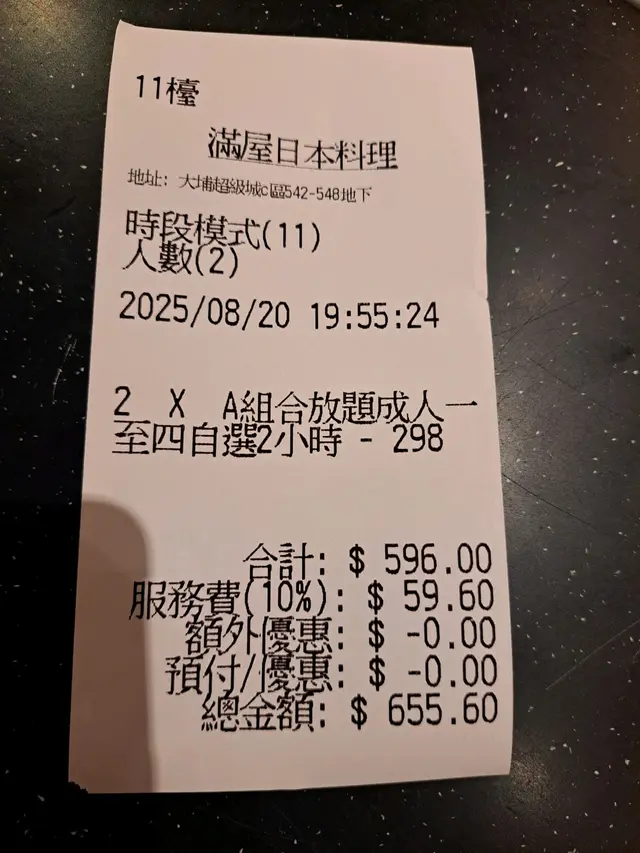 11檯
滿屋日本料理
地址: 大埔超級城c區542-548地下
時段模式(11)
人數(2)
2025/08/20 19:55:24
2 X A組合放題成人一
至四自選2小時 - 298
合計: $ 596.00
服務費(10%): $ 59.60
額外優惠: $ -0.00
預付/優惠: $ -0.00
總金額: $ 655.60